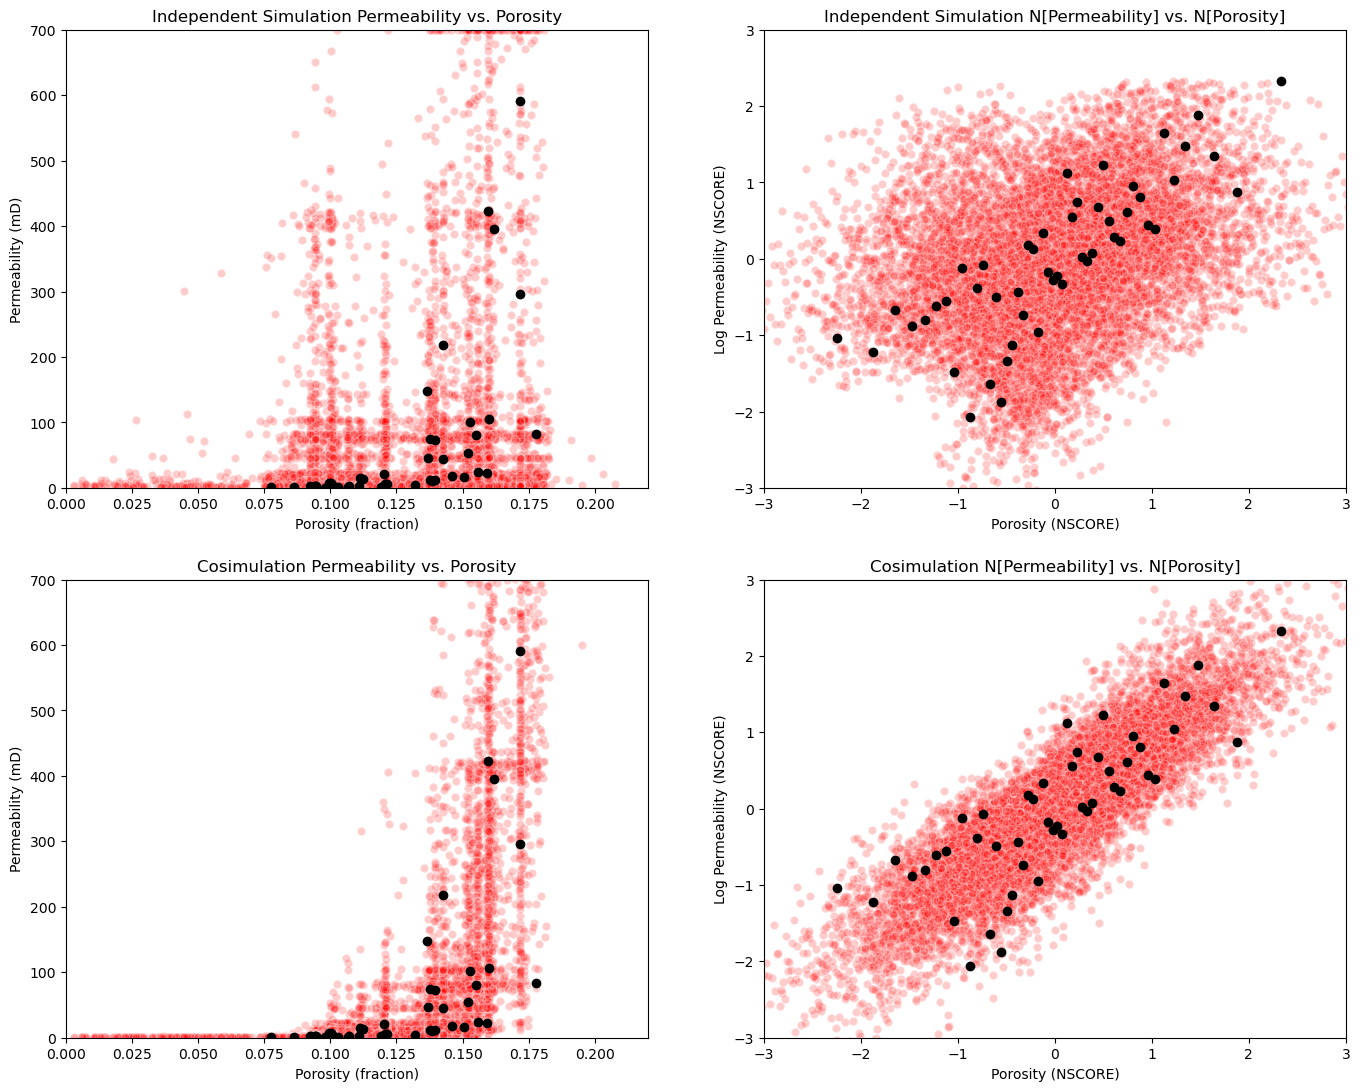 Independent Simulation Permeability vs. Porosity
700
600
500
400
300
200
100
0
Permeability (mD)
0.000 0.025 0.050 0.075 0.100 0.125 0.150 0.175 0.200
Porosity (fraction)
Independent Simulation N[Permeability] vs. N[Porosity]
3
2
1
0
−1
−2
−3
Log Permeability (NSCORE)
−3 −2 −1 0 1 2 3
Porosity (NSCORE)
Cosimulation Permeability vs. Porosity
700
600
500
400
300
200
100
0
Permeability (mD)
0.000 0.025 0.050 0.075 0.100 0.125 0.150 0.175 0.200
Porosity (fraction)
Cosimulation N[Permeability] vs. N[Porosity]
3
2
1
0
−1
−2
−3
Log Permeability (NSCORE)
−3 −2 −1 0 1 2 3
Porosity (NSCORE)